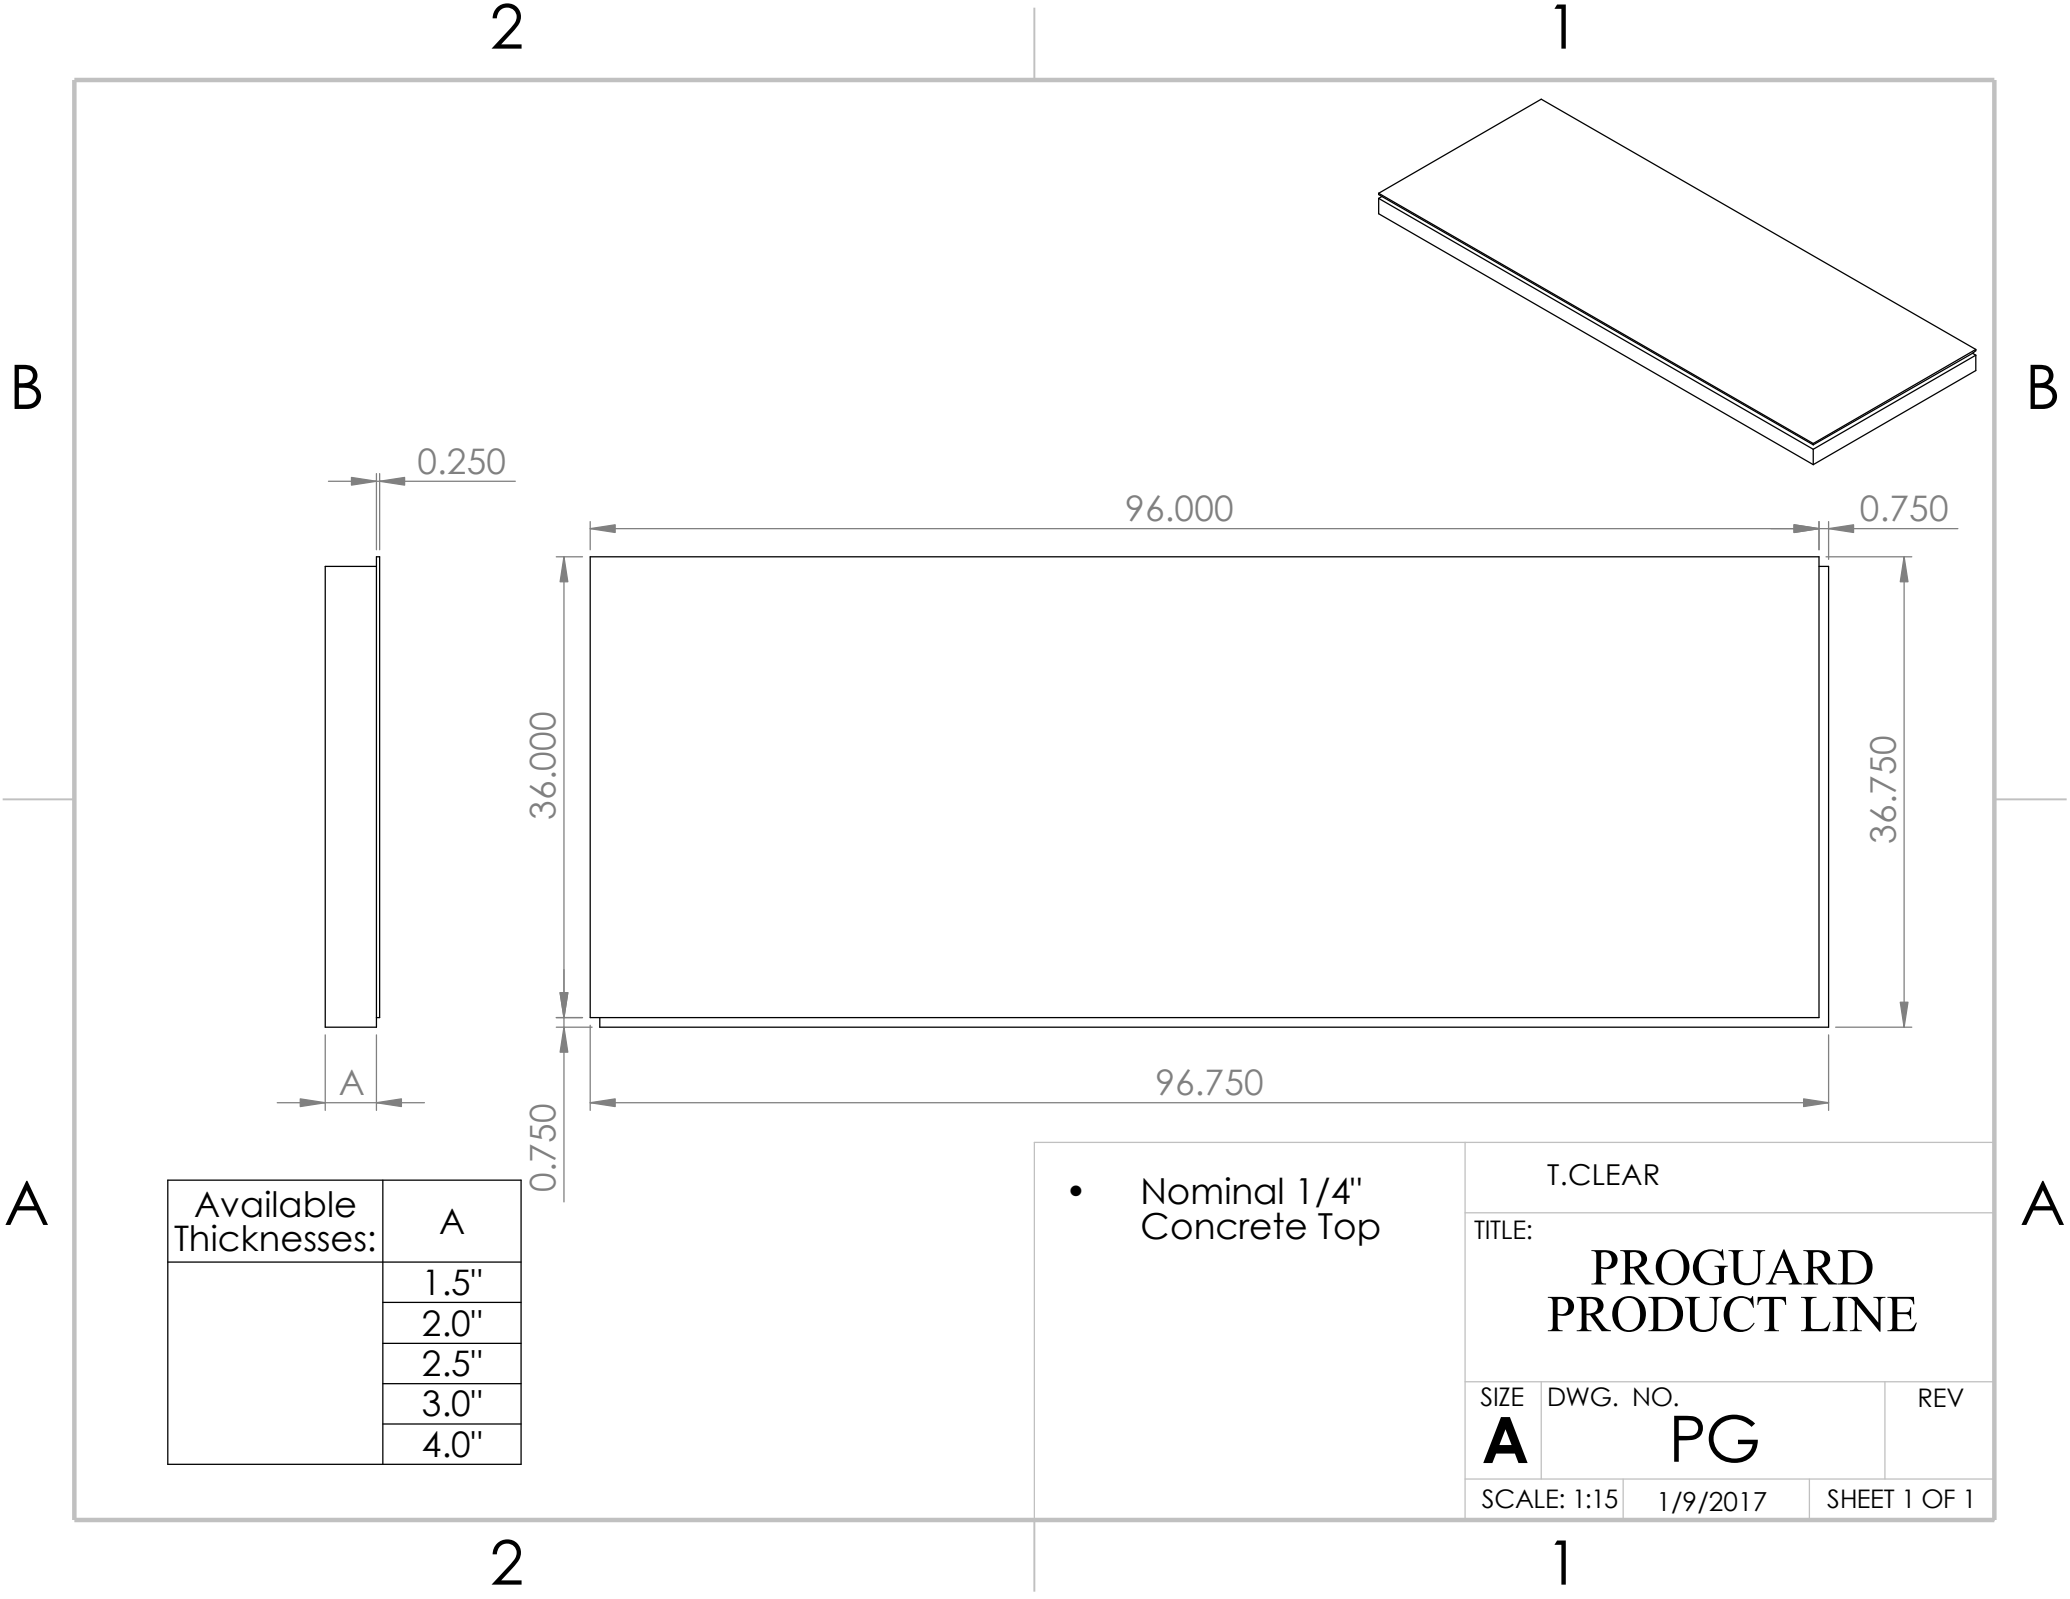 2
1
B
B
0.250
96.000
0.750
36.000
36.750
A
96.750
0.750
A
A
Available
Thicknesses:
A
1.5"
2.0"
2.5"
3.0"
4.0"
• Nominal 1/4"
Concrete Top
T.CLEAR
TITLE:
PROGUARD
PRODUCT LINE
SIZE
A
DWG. NO.
PG
REV
SCALE: 1:15
1/9/2017
SHEET 1 OF 1
2
1